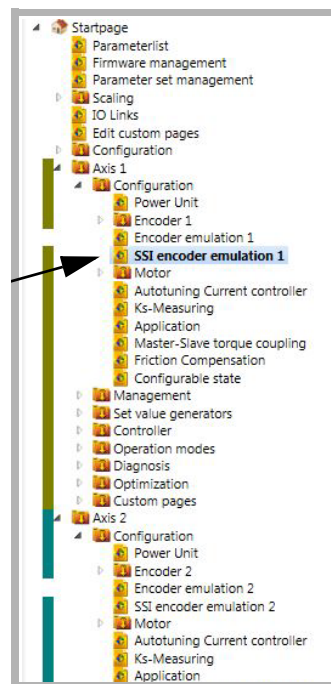 Startpage
Parameterlist
Firmware management
Parameter set management
Scaling
IO Links
Edit custom pages
Configuration
Axis 1
Configuration
Power Unit
Encoder 1
Encoder emulation 1
SSI encoder emulation 1
Motor
Autotuning Current controller
Ks-Measuring
Application
Master-Slave torque coupling
Friction Compensation
Configurable state
Management
Set value generators
Controller
Operation modes
Diagnosis
Optimization
Custom pages
Axis 2
Configuration
Power Unit
Encoder 2
Encoder emulation 2
SSI encoder emulation 2
Motor
Autotuning Current controller
Ks-Measuring
Application